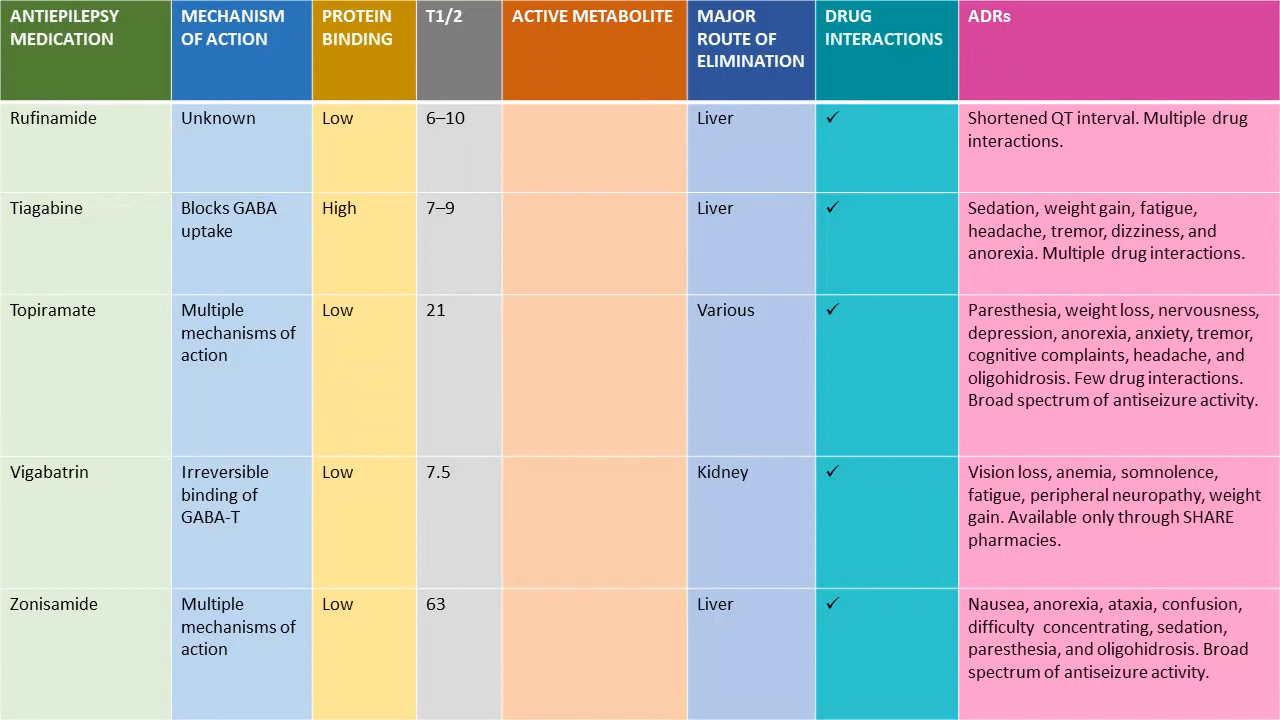 ANTIEPILEPSY
MEDICATION
MECHANISM
OF ACTION
PROTEIN
BINDING
T1/2
ACTIVE METABOLITE
MAJOR
ROUTE OF
ELIMINATION
DRUG
INTERACTIONS
ADRs
Rufinamide
Unknown
Low
6–10
Liver
✓
Shortened QT interval. Multiple drug
interactions.
Tiagabine
Blocks GABA
uptake
High
7–9
Liver
✓
Sedation, weight gain, fatigue,
headache, tremor, dizziness, and
anorexia. Multiple drug interactions.
Topiramate
Multiple
mechanisms of
action
Low
21
Various
✓
Paresthesia, weight loss, nervousness,
depression, anorexia, anxiety, tremor,
cognitive complaints, headache, and
oligohidrosis. Few drug interactions.
Broad spectrum of antiseizure activity.
Vigabatrin
Irreversible
binding of
GABA-T
Low
7.5
Kidney
✓
Vision loss, anemia, somnolence,
fatigue, peripheral neuropathy, weight
gain. Available only through SHARE
pharmacies.
Zonisamide
Multiple
mechanisms of
action
Low
63
Liver
✓
Nausea, anorexia, ataxia, confusion,
difficulty concentrating, sedation,
paresthesia, and oligohidrosis. Broad
spectrum of antiseizure activity.